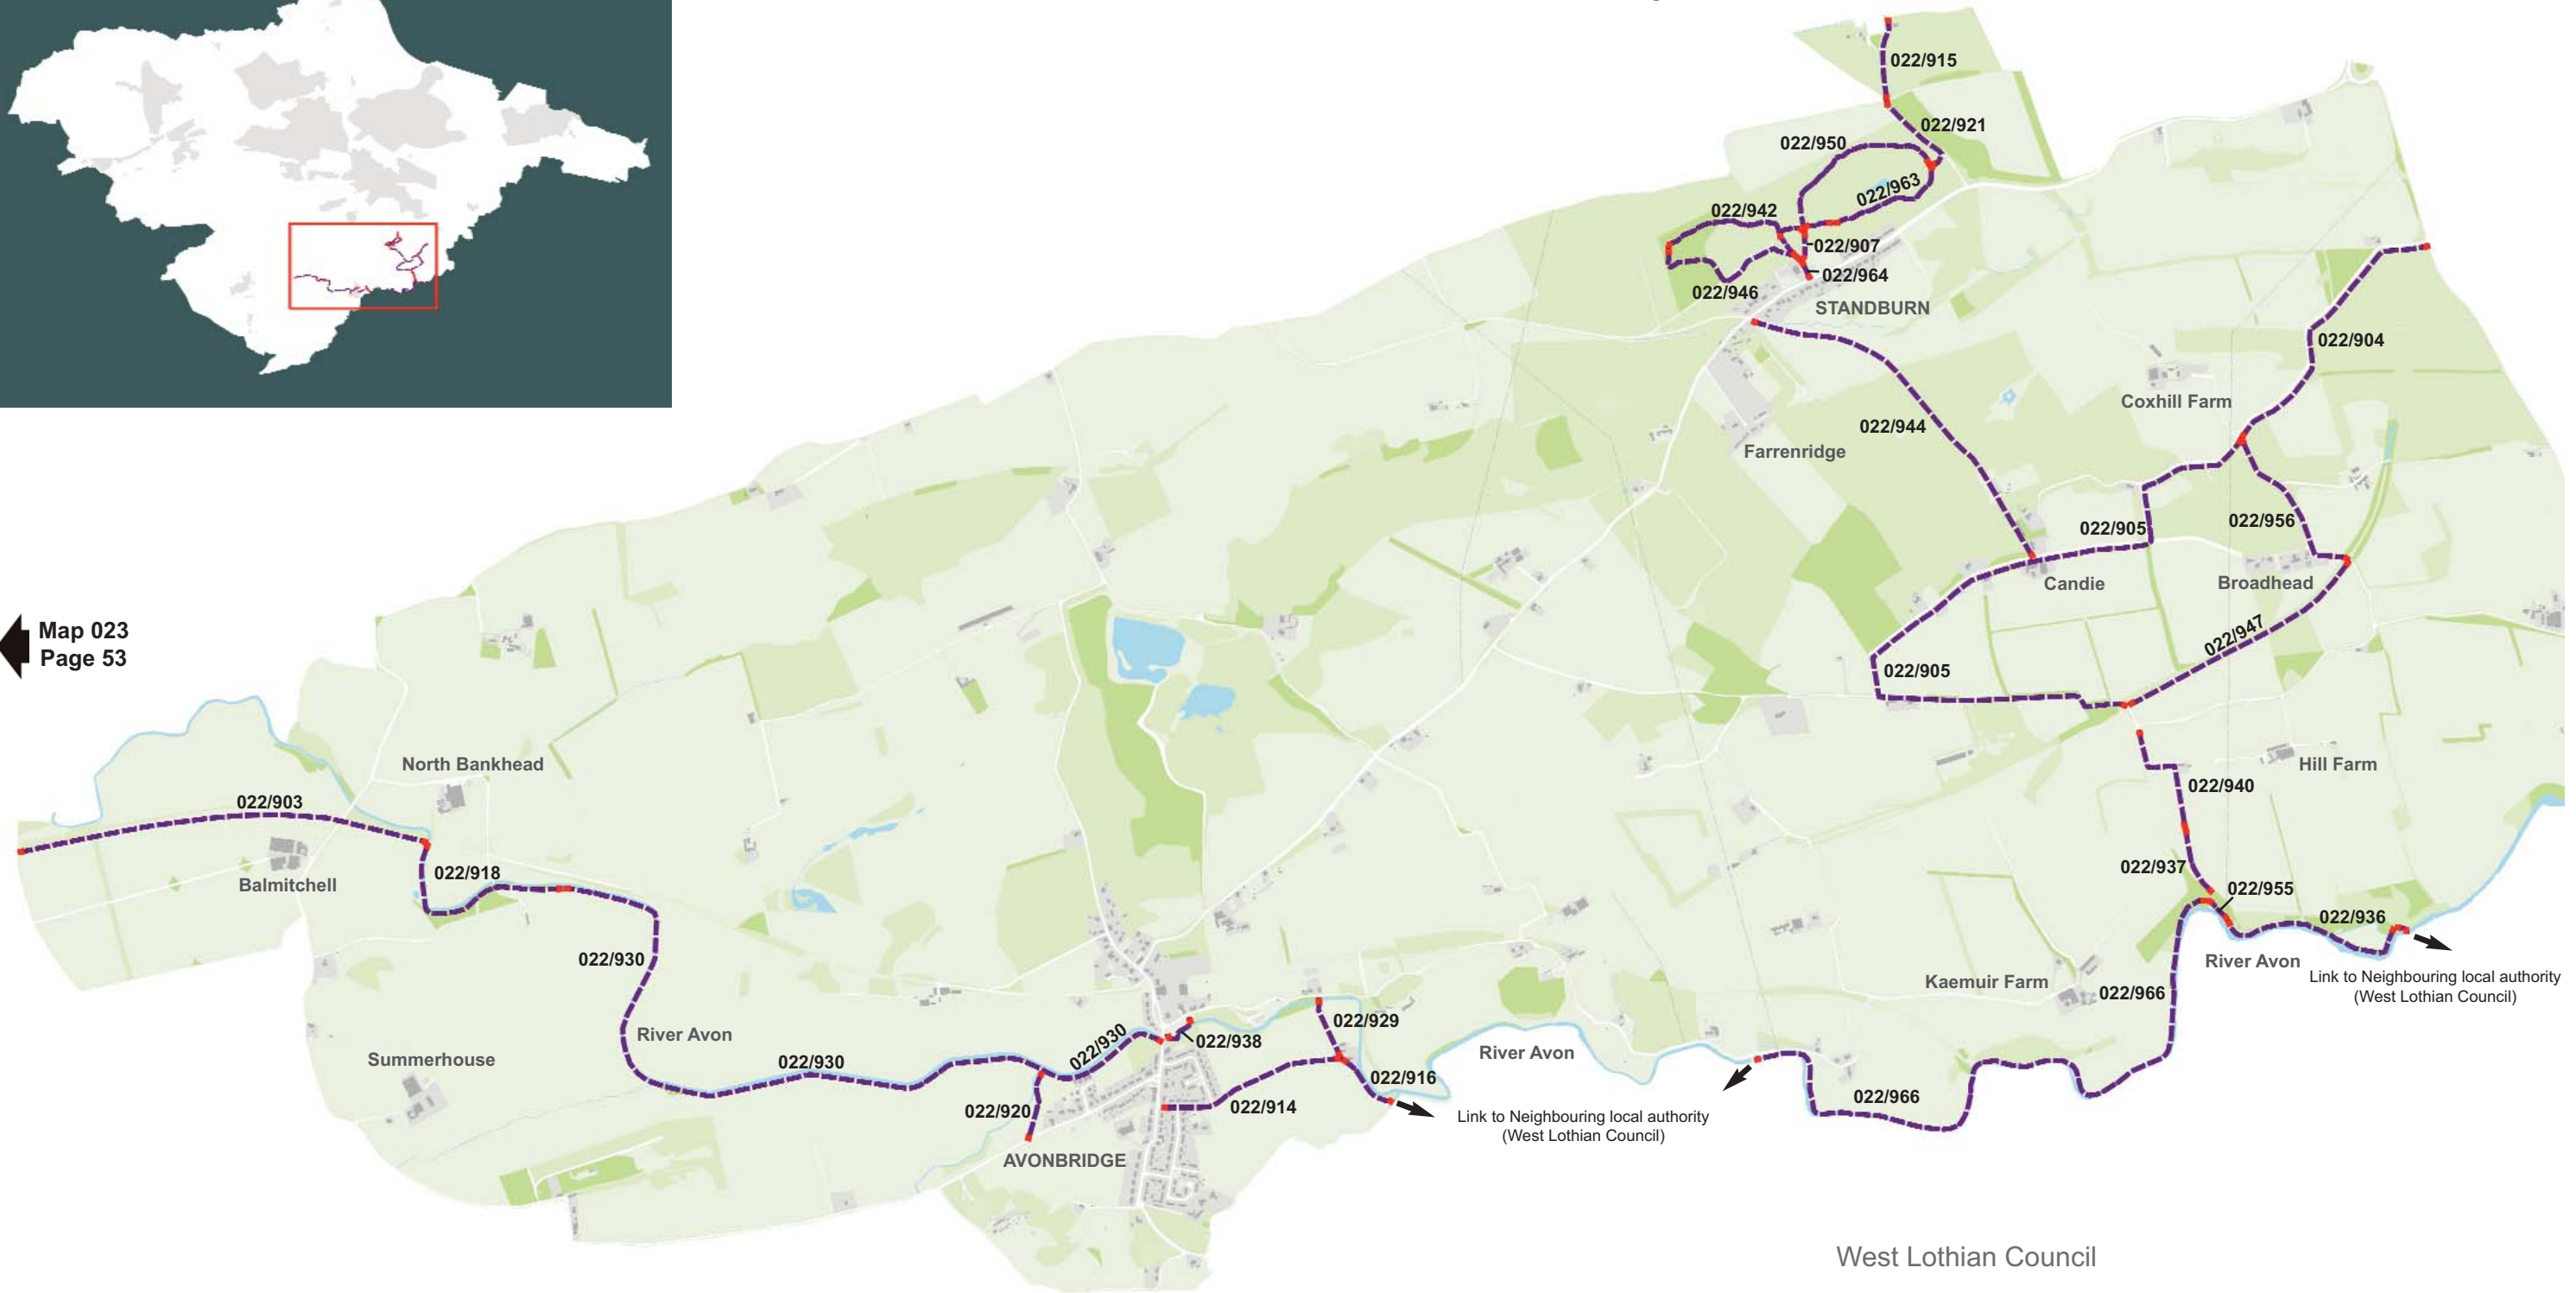 022/915
022/921
022/950
022/963
022/942
022/907
022/964
022/946
STANDBURN
022/904
Coxhill Farm
022/944
Farrenridge
022/905
022/956
Candie
Broadhead
Map 023
Page 53
022/947
022/905
North Bankhead
Hill Farm
022/940
022/903
Balmitchell
022/918
022/937
022/955
022/936
022/930
River Avon
Link to Neighbouring local authority
(West Lothian Council)
Kaemuir Farm
022/966
River Avon
022/930
022/930
022/938
022/929
River Avon
Summerhouse
022/916
022/920
022/914
022/966
Link to Neighbouring local authority
(West Lothian Council)
AVONBRIDGE
West Lothian Council